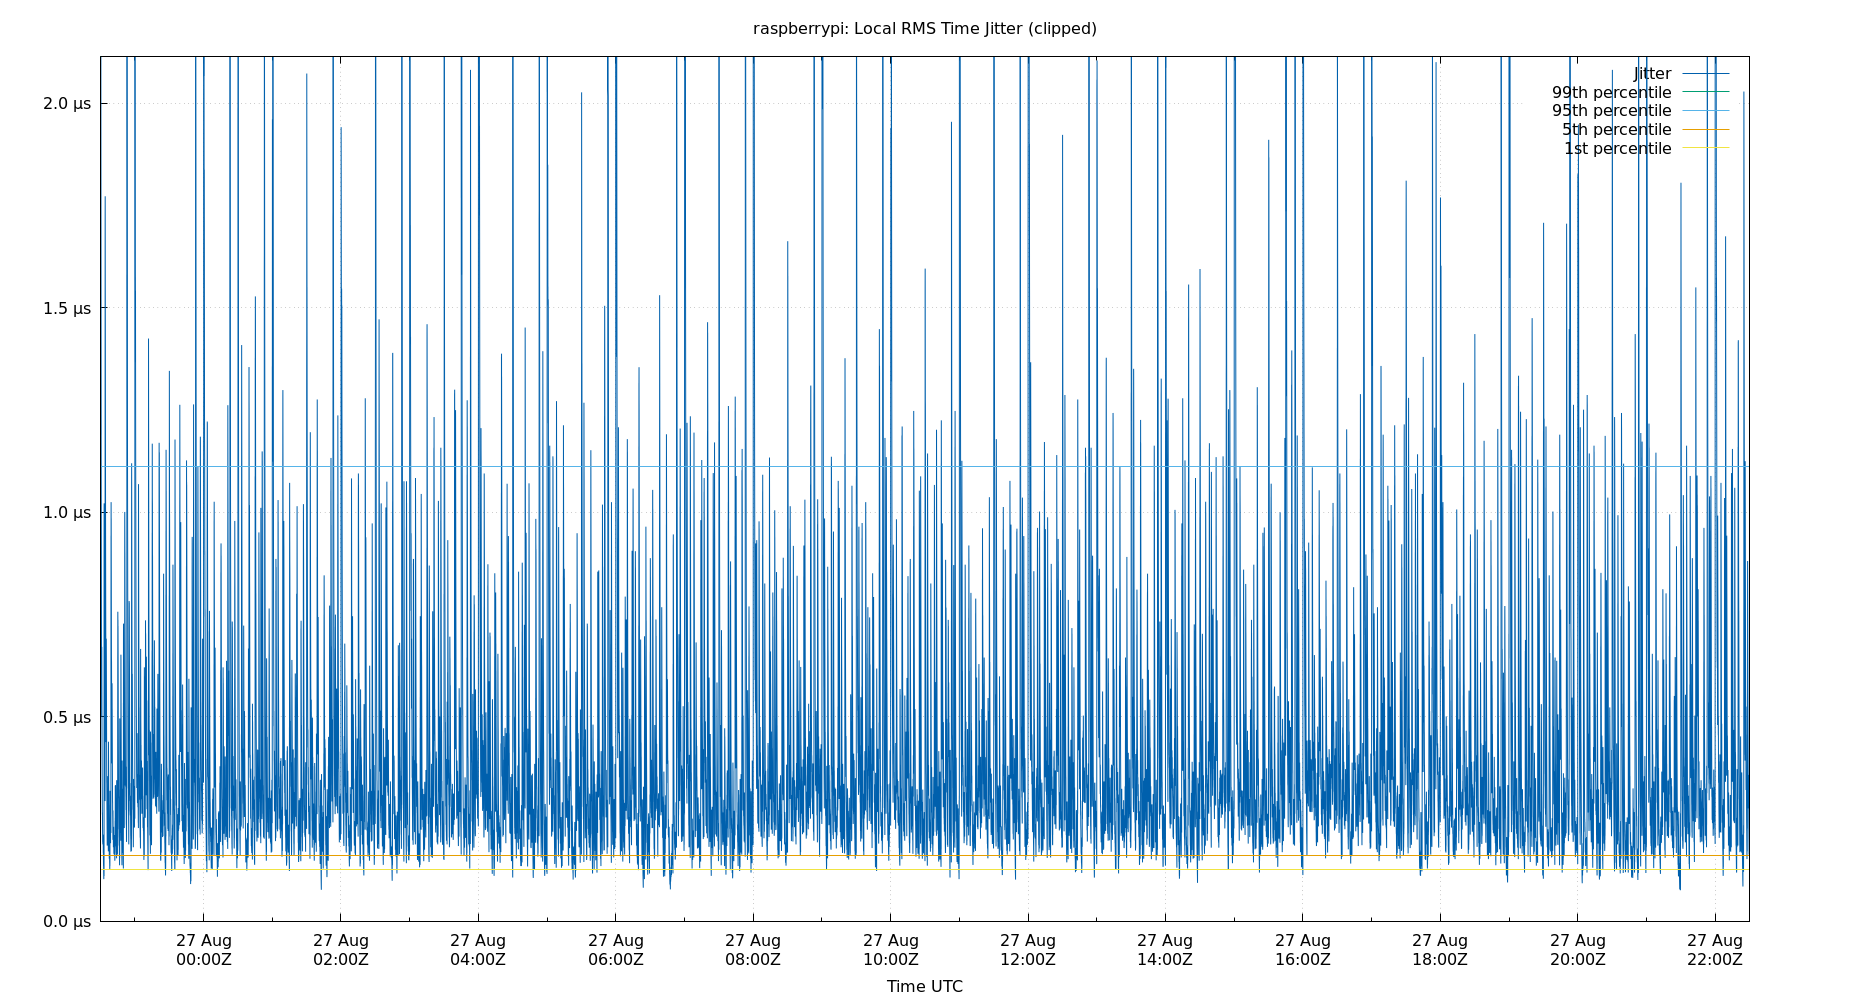 raspberrypi: Local RMS Time Jitter (clipped)
Jitter
99th percentile
95th percentile
5th percentile
1st percentile
2.0 µs
1.5 µs
1.0 µs
0.5 µs
0.0 µs
27 Aug 27 Aug 27 Aug 27 Aug 27 Aug 27 Aug 27 Aug 27 Aug 27 Aug 27 Aug 27 Aug 27 Aug
00:00Z 02:00Z 04:00Z 06:00Z 08:00Z 10:00Z 12:00Z 14:00Z 16:00Z 18:00Z 20:00Z 22:00Z
Time UTC